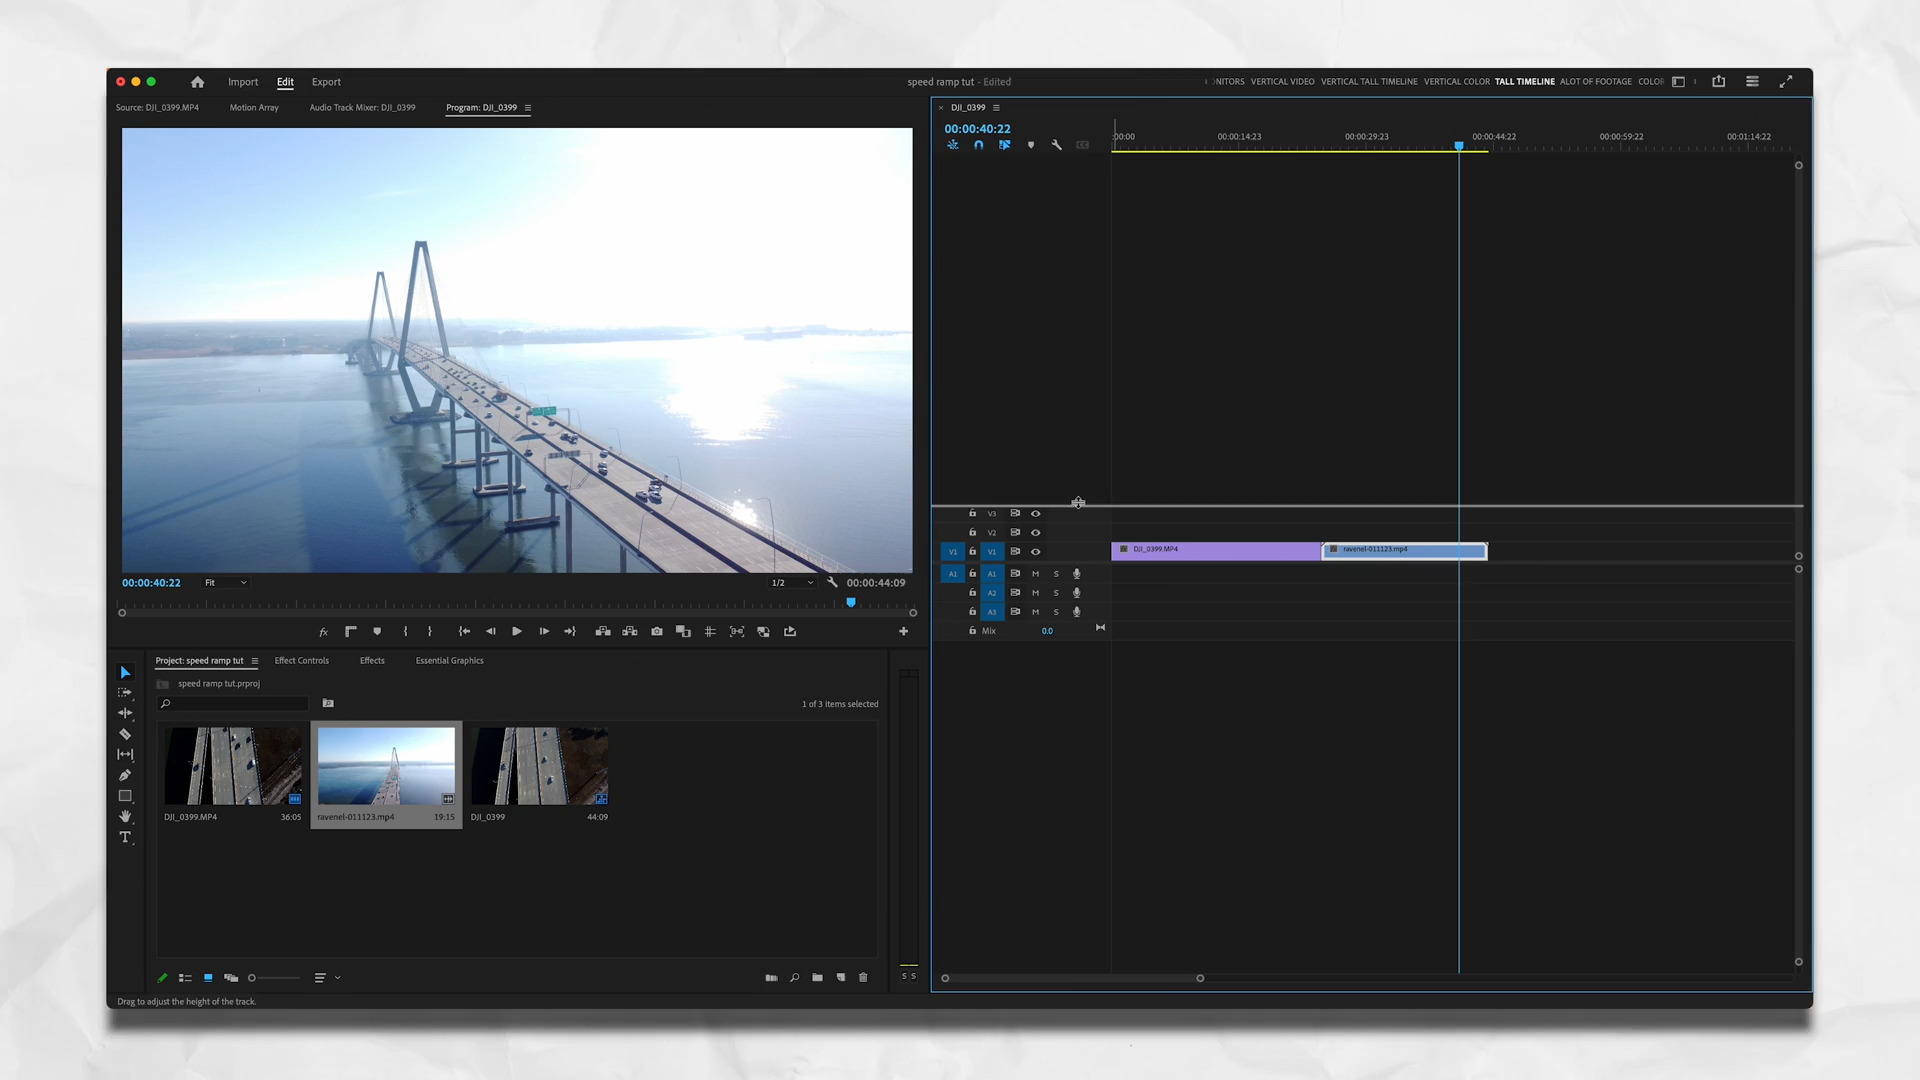 Import Edit Export
speed ramp tut - Edited
VERTICAL VIDEO VERTICAL TALL TIMELINE VERTICAL COLOR TALL TIMELINE ALOT OF FOOTAGE
Source: DJI_0399.MP4 Motion Array Audio Track Mixer: DJI_0399 Program: DJI_0399
× DJI_0399
00:00:40:22
:00:00 00:00:14:23 00:00:29:23 00:00:44:22 00:00:59:22 00:01:14:22
V3
V2
V1 V1 DJI_0399.MP4 ravenel-011123.mp4
A1 A1 M S
A2 M S
A3 M S
Mix 0.0
00:00:40:22 Fit 1/2 00:00:44:09
fx
Project: speed ramp tut Effect Controls Effects Essential Graphics
speed ramp tut.prproj
1 of 3 items selected
DJI_0399.MP4 36:05 ravenel-011123.mp4 19:15 DJI_0399 44:09
S S
Drag to adjust the height of the track.